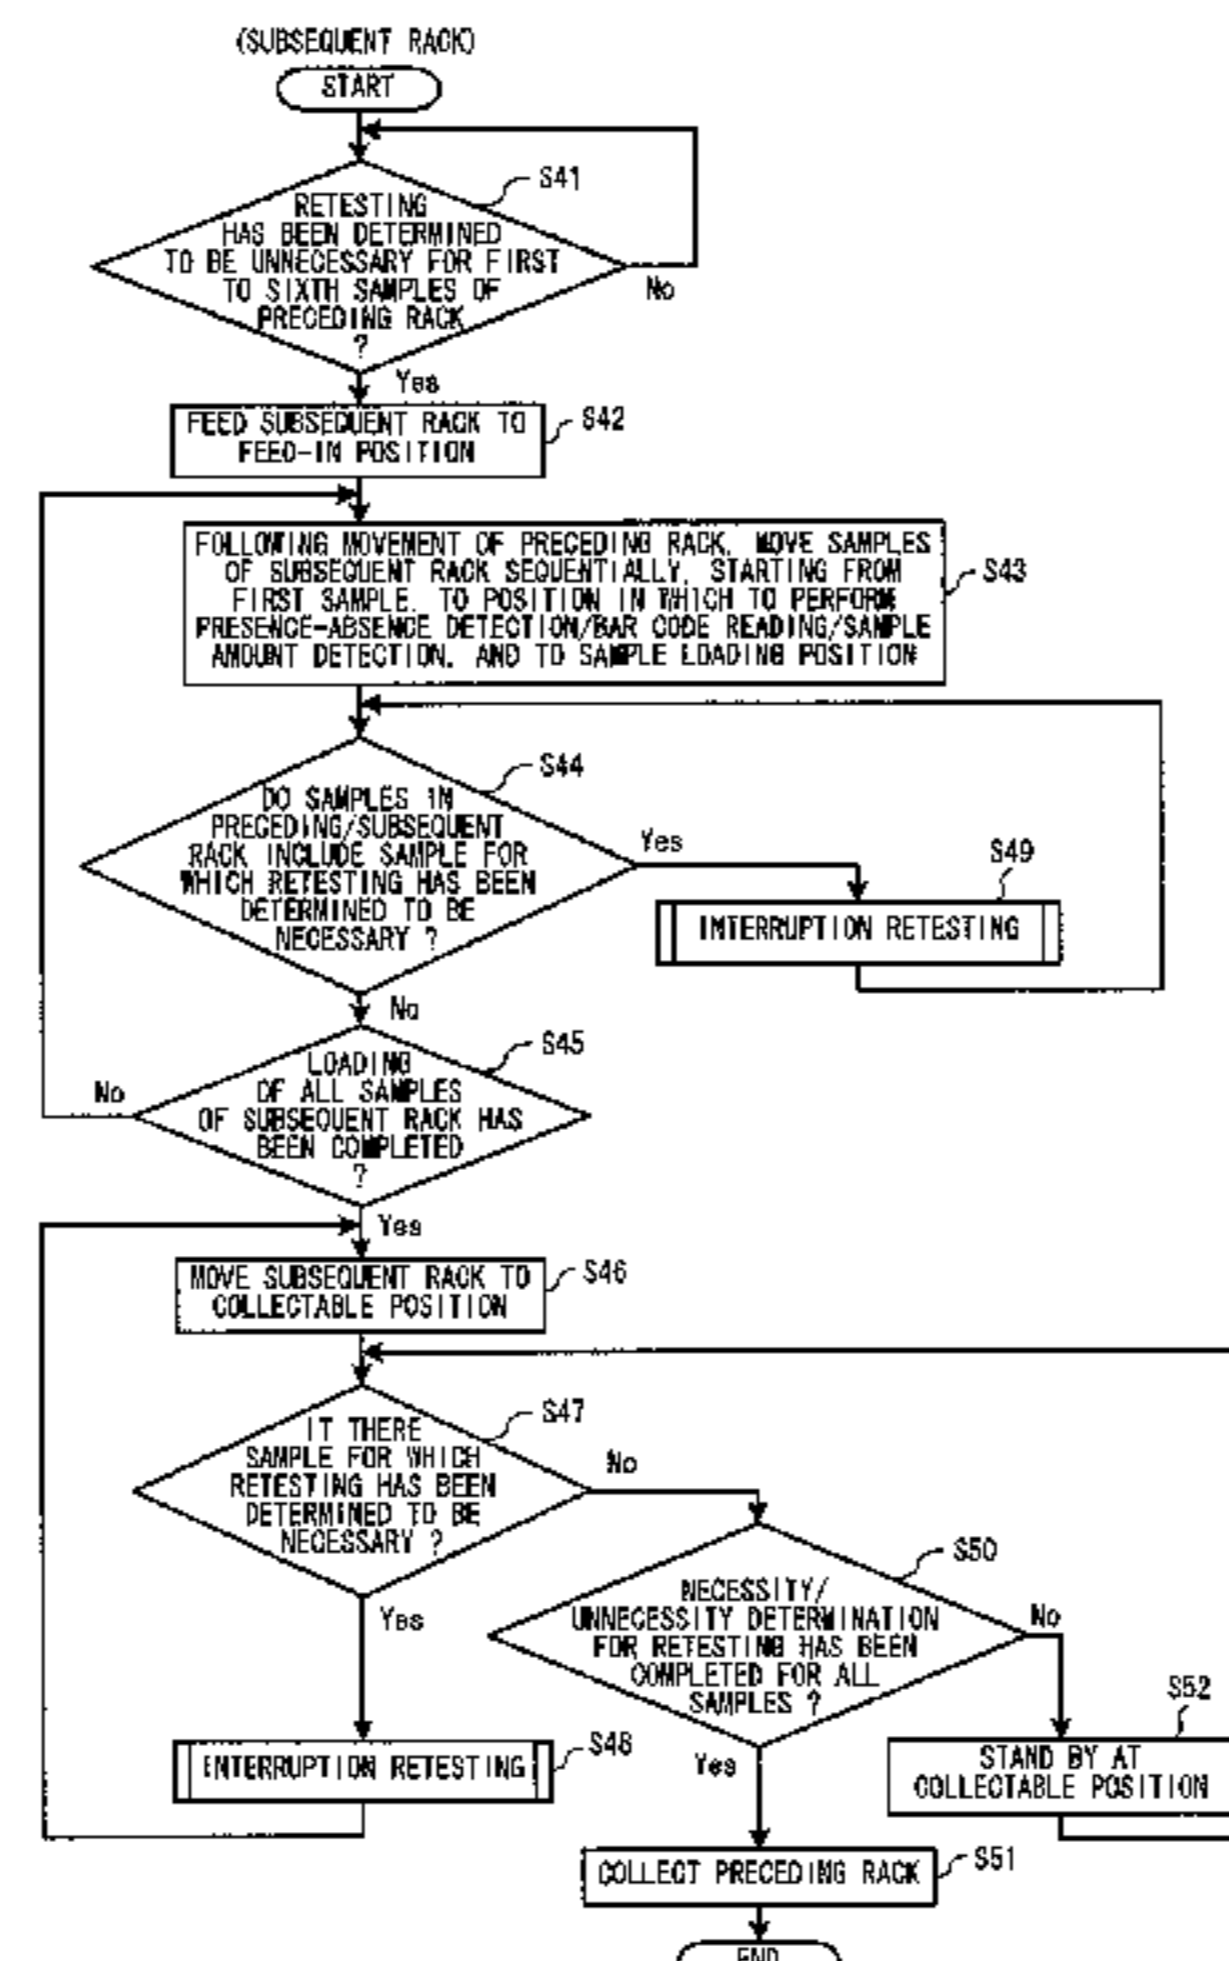 (SUBSEQUENT RACK)
START
S41
RETESTING
HAS BEEN DETERMINED
TO BE UNNECESSARY FOR FIRST
TO SIXTH SAMPLES OF
PRECEDING RACK
?
No
Yes
FEED SUBSEQUENT RACK TO
FEED-IN POSITION
S42
FOLLOWING MOVEMENT OF PRECEDING RACK, MOVE SAMPLES
OF SUBSEQUENT RACK SEQUENTIALLY, STARTING FROM
FIRST SAMPLE, TO POSITION IN WHICH TO PERFORM
PRESENCE-ABSENCE DETECTION/BAR CODE READING/SAMPLE
AMOUNT DETECTION, AND TO SAMPLE LOADING POSITION
S43
S44
DO SAMPLES IN
PRECEDING/SUBSEQUENT
RACK INCLUDE SAMPLE FOR
WHICH RETESTING HAS BEEN
DETERMINED TO BE
NECESSARY ?
Yes
S49
INTERRUPTION RETESTING
No
S45
LOADING
OF ALL SAMPLES
OF SUBSEQUENT RACK HAS
BEEN COMPLETED
?
No
Yes
MOVE SUBSEQUENT RACK TO
COLLECTABLE POSITION
S46
S47
IT THERE
SAMPLE FOR WHICH
RETESTING HAS BEEN
DETERMINED TO BE
NECESSARY ?
No
Yes
S50
NECESSITY/
UNNECESSITY DETERMINATION
FOR RETESTING HAS BEEN
COMPLETED FOR ALL
SAMPLES ?
No
Yes
S52
STAND BY AT
COLLECTABLE POSITION
INTERRUPTION RETESTING
S48
COLLECT PRECEDING RACK
S51
END